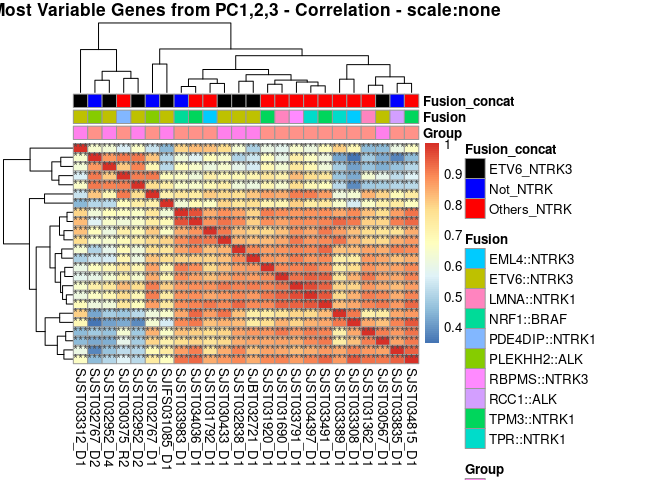 Most Variable Genes from PC1,2,3 - Correlation - scale:none
Fusion_concat
Fusion
Group
1
0.9
0.8
0.7
0.6
0.5
0.4
Fusion_concat
ETV6_NTRK3
Not_NTRK
Others_NTRK
Fusion
EML4::NTRK3
ETV6::NTRK3
LMNA::NTRK1
NRF1::BRAF
PDE4DIP::NTRK1
PLEKHH2::ALK
RBPMS::NTRK3
RCC1::ALK
TPM3::NTRK1
TPR::NTRK1
Group
SJST033312_D1
SJST032767_D2
SJST032952_D4
SJST030375_R2
SJST032952_D2
SJST032767_D1
SJIFS031085_D1
SJST033983_D1
SJST034036_D1
SJST031792_D1
SJST030433_D1
SJST032838_D1
SJBT032721_D1
SJST031920_D1
SJST031690_D1
SJST033791_D1
SJST034397_D1
SJST033491_D1
SJST033389_D1
SJST033308_D1
SJST031362_D1
SJST030567_D1
SJST033835_D1
SJST034815_D1